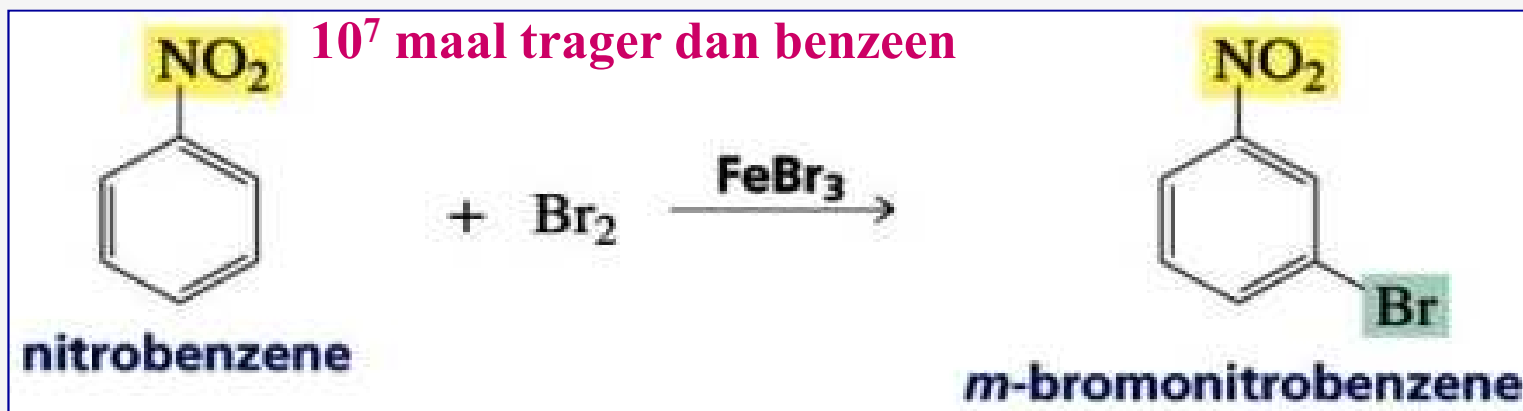 NO₂ 10⁷ maal trager dan benzeen NO₂
+ Br₂ FeBr₃
Br
nitrobenzene
m-bromonitrobenzene